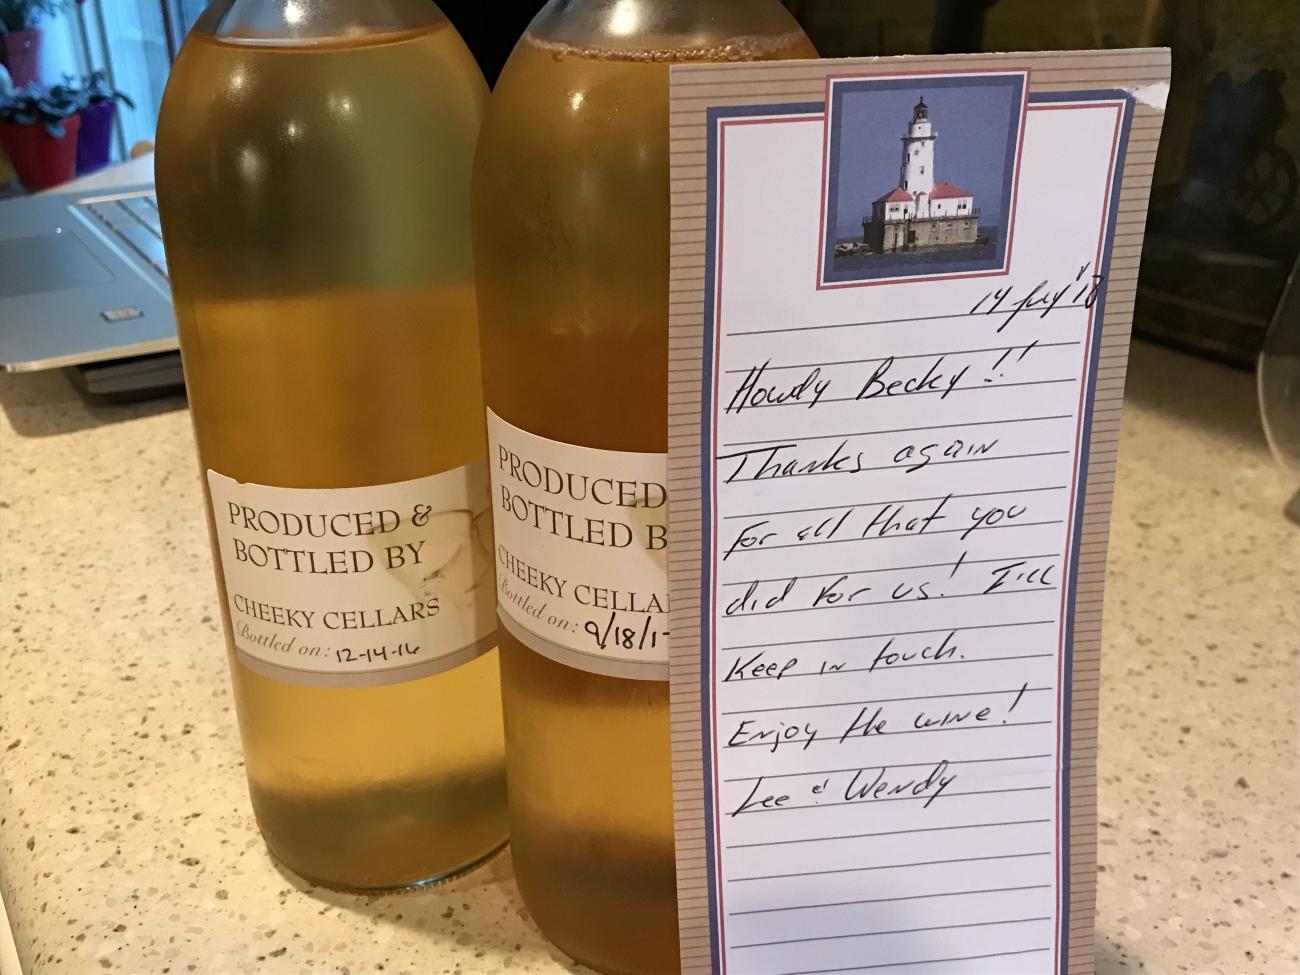 PRODUCED &
BOTTLED BY
CHEEKY CELLARS
Bottled on: 12-14-16
PRODUCED
BOTTLED B
CHEEKY CELLA
Bottled on: 9/18/1
14 July '18
Howdy Becky!!
Thanks again
for all that you
did for us! I'll
Keep in touch.
Enjoy the wine!
Lee & Wendy